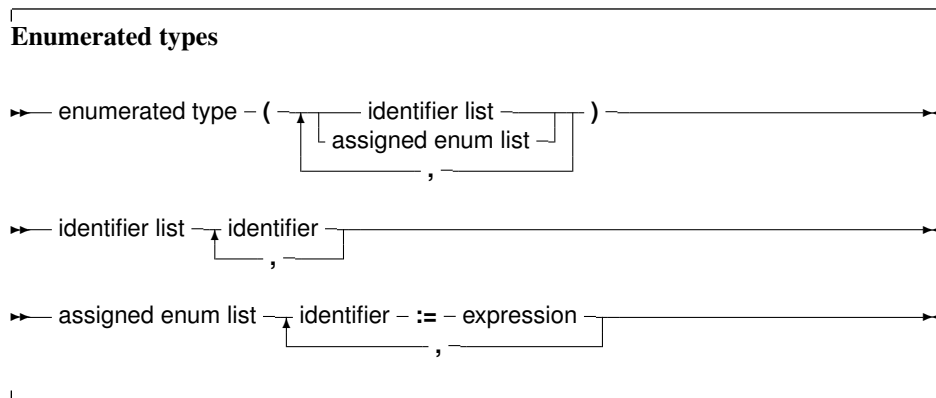 Enumerated types
enumerated type ( identifier list )
assigned enum list
,
identifier list identifier
,
assigned enum list identifier := expression
,